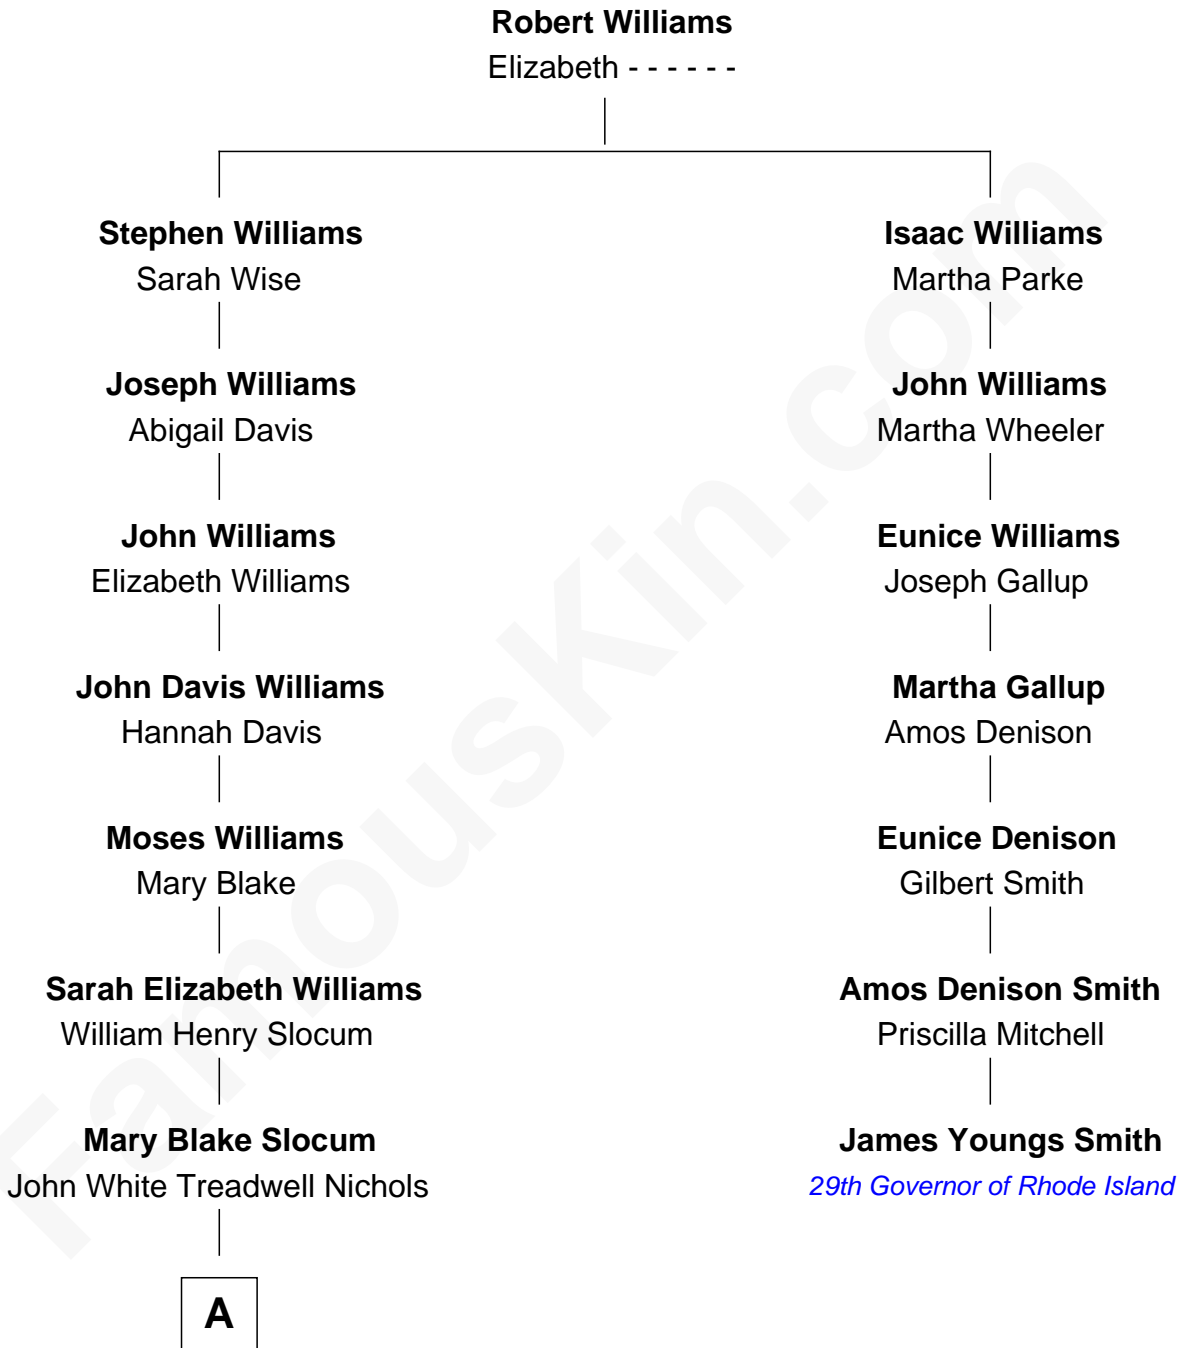 Robert Williams
Elizabeth - - - - - -
Stephen Williams
Sarah Wise
Isaac Williams
Martha Parke
Joseph Williams
Abigail Davis
John Williams
Martha Wheeler
John Williams
Elizabeth Williams
Eunice Williams
Joseph Gallup
John Davis Williams
Hannah Davis
Martha Gallup
Amos Denison
Moses Williams
Mary Blake
Eunice Denison
Gilbert Smith
Sarah Elizabeth Williams
William Henry Slocum
Amos Denison Smith
Priscilla Mitchell
Mary Blake Slocum
John White Treadwell Nichols
James Youngs Smith
29th Governor of Rhode Island
A
FamousKin.com